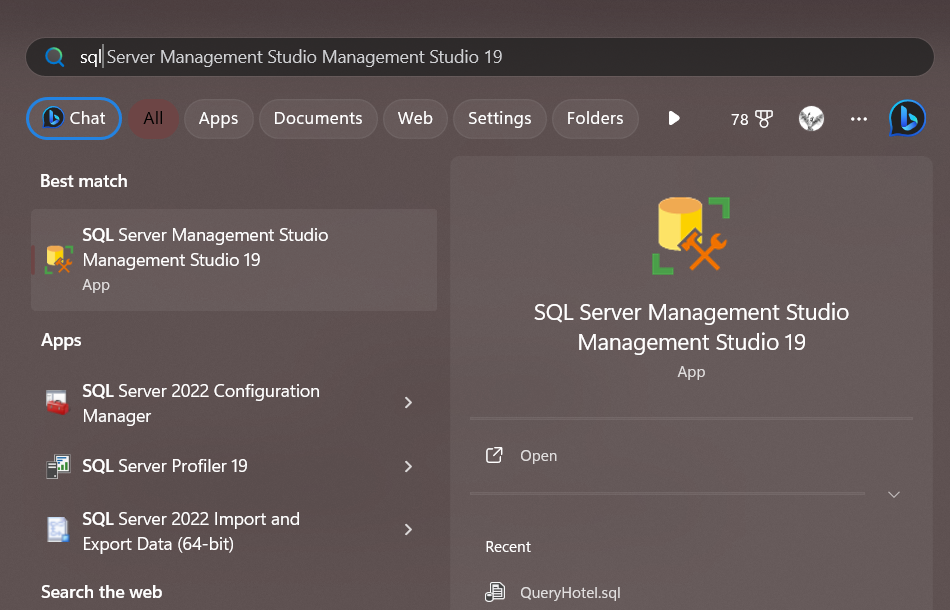 sql Server Management Studio Management Studio 19
Chat All Apps Documents Web Settings Folders 78
Best match
SQL Server Management Studio
Management Studio 19
App
Apps
SQL Server 2022 Configuration
Manager
SQL Server Profiler 19
SQL Server 2022 Import and
Export Data (64-bit)
Search the web
SQL Server Management Studio
Management Studio 19
App
Open
Recent
QueryHotel.sql